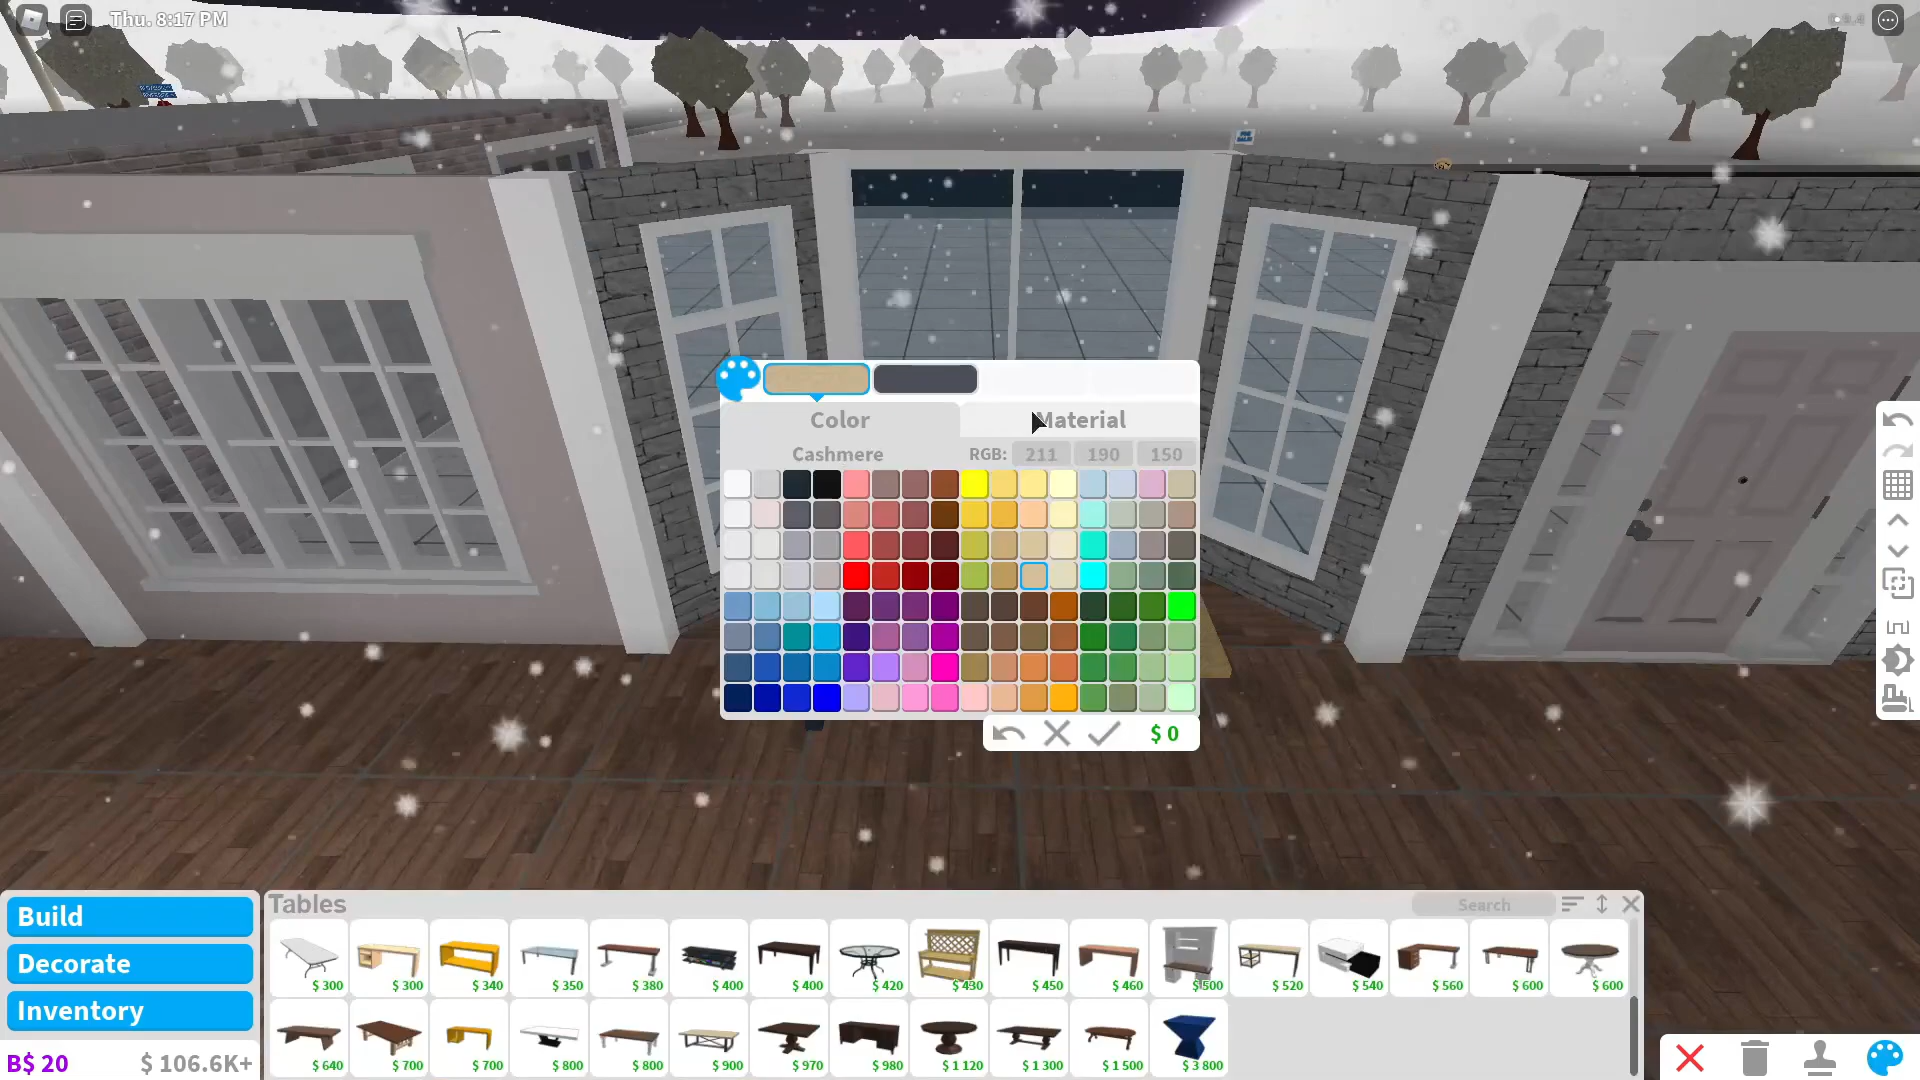 Thu. 8:17 PM
Color
Material
Cashmere
RGB: 211 190 150
$ 0
Build
Decorate
Inventory
B$ 20
$ 106.6K+
Tables
Search
$ 300
$ 300
$ 340
$ 350
$ 380
$ 400
$ 400
$ 420
$ 430
$ 450
$ 460
$ 500
$ 520
$ 540
$ 560
$ 600
$ 600
$ 640
$ 700
$ 700
$ 800
$ 800
$ 900
$ 970
$ 980
$ 1 120
$ 1 300
$ 1 500
$ 3 800